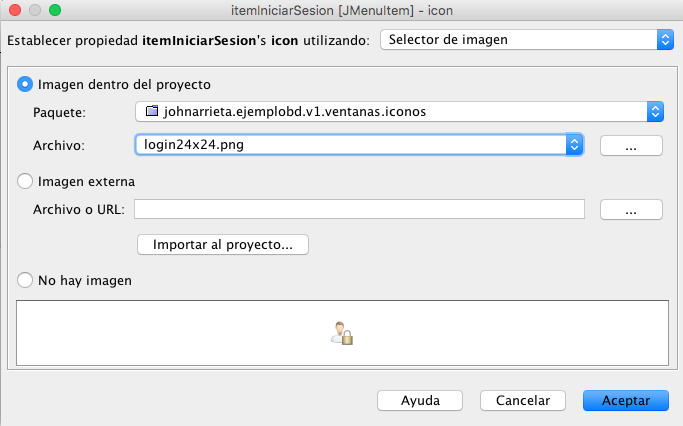 itemIniciarSesion [JMenuItem] - icon
Establecer propiedad itemIniciarSesion's icon utilizando: Selector de imagen
Imagen dentro del proyecto
Paquete: johnarrieta.ejemplobd.v1.ventanas.iconos
Archivo: login24x24.png ...
Imagen externa
Archivo o URL: ...
Importar al proyecto...
No hay imagen
Ayuda Cancelar Aceptar